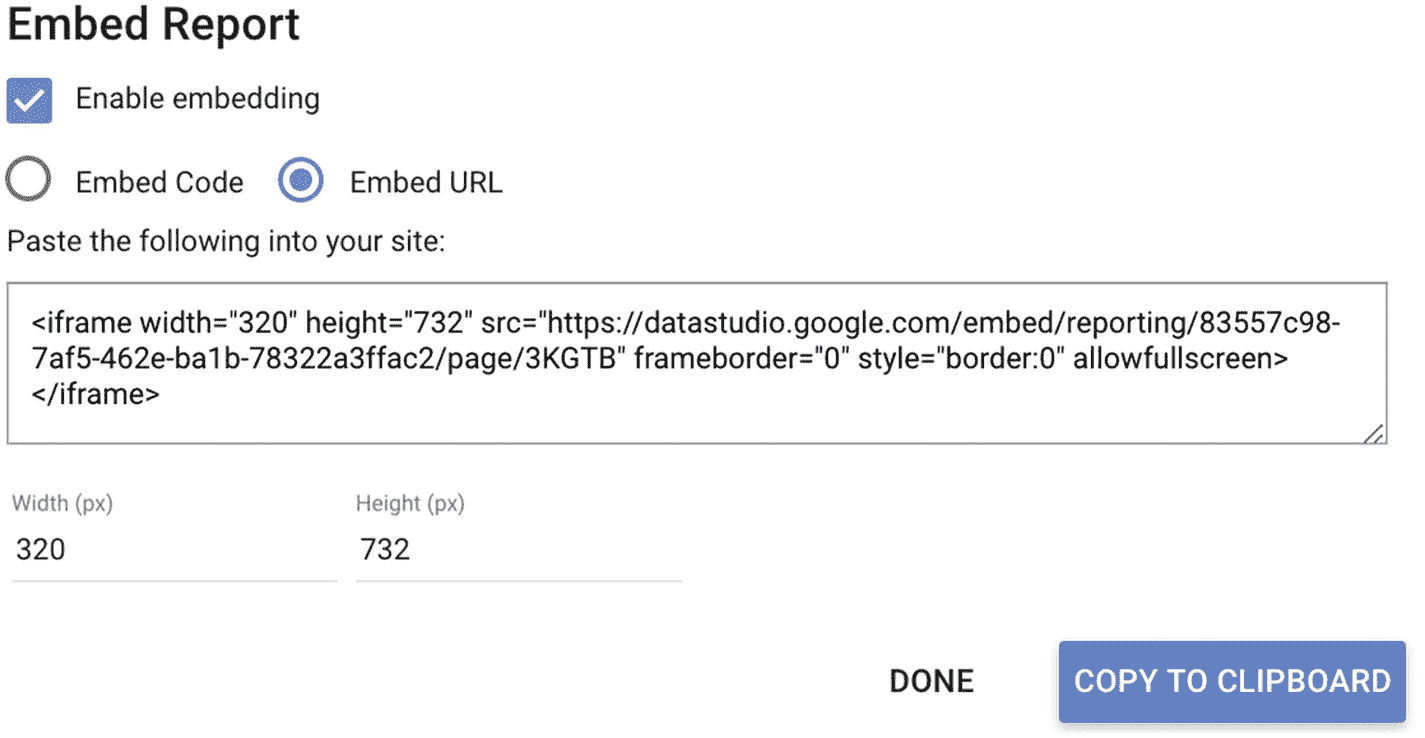 Embed Report
Enable embedding
Embed Code Embed URL
Paste the following into your site:
<iframe width="320" height="732" src="https://datastudio.google.com/embed/reporting/83557c98-
7af5-462e-ba1b-78322a3ffac2/page/3KGTB" frameborder="0" style="border:0" allowfullscreen>
</iframe>
Width (px) Height (px)
320 732
DONE COPY TO CLIPBOARD